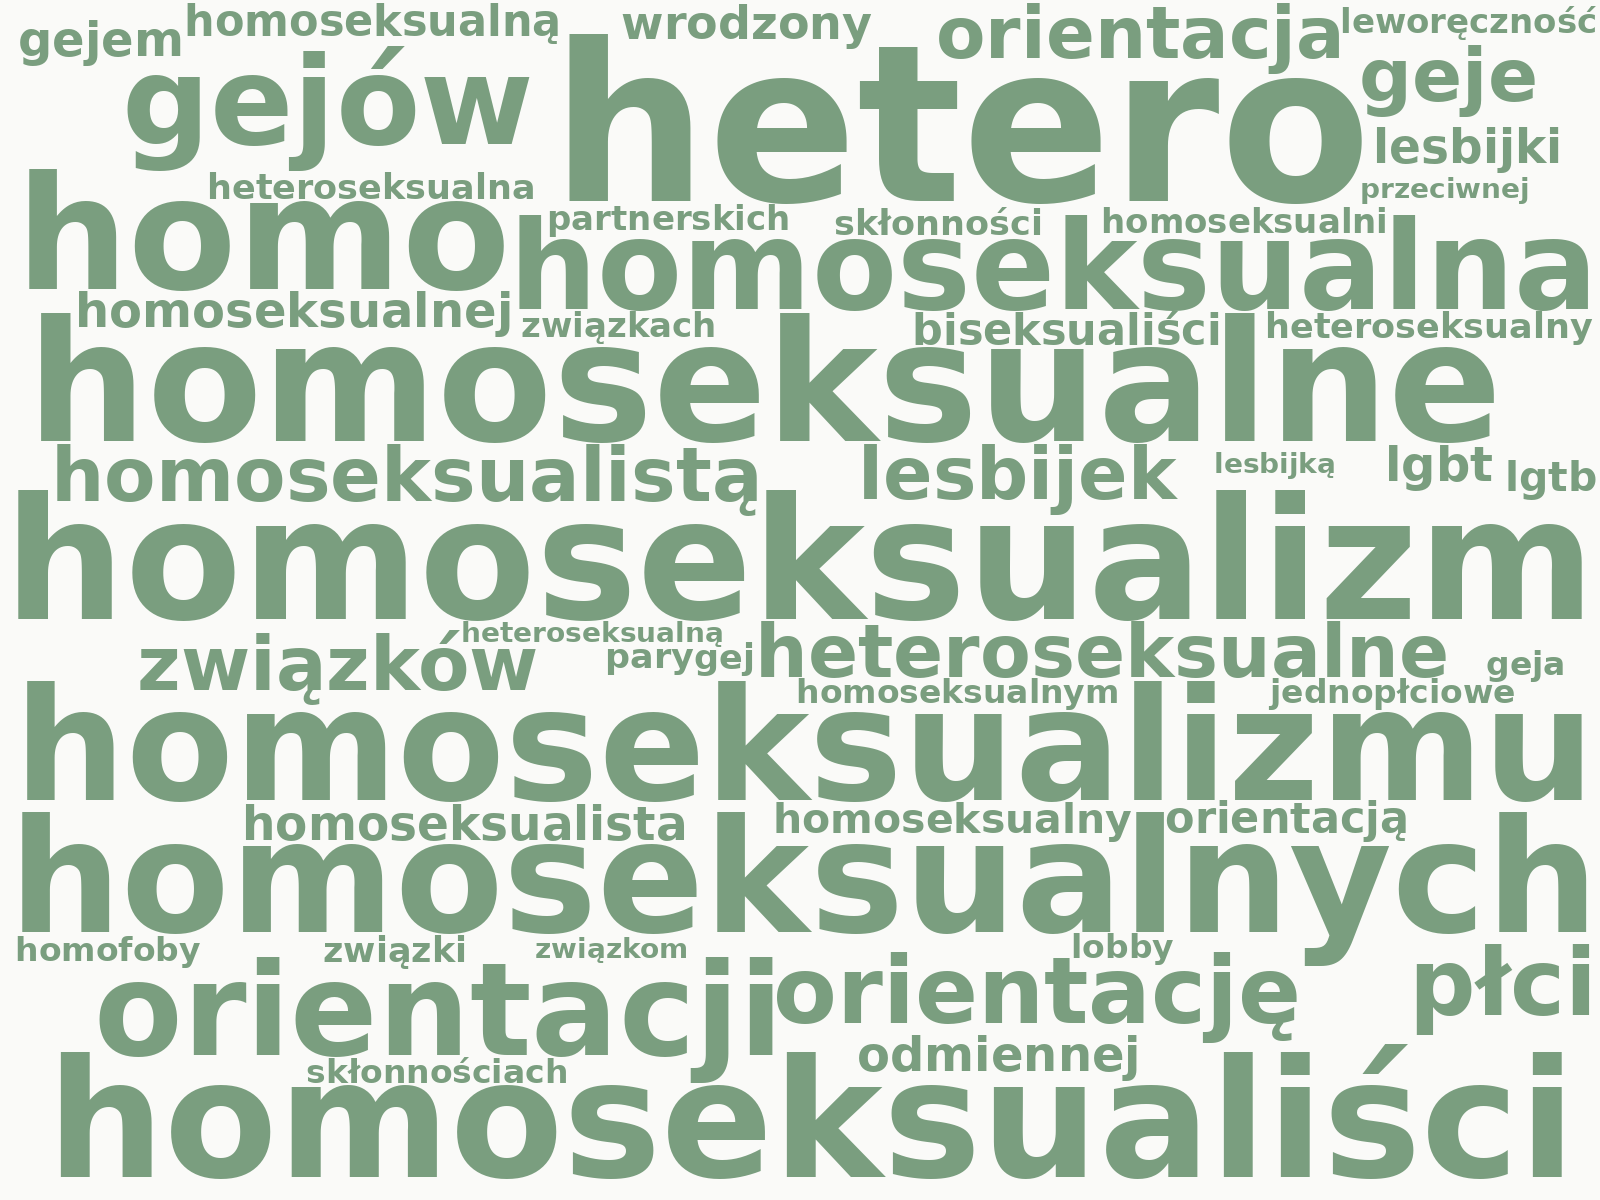 gejem homoseksualną wrodzony orientacja leworęczność
gejów hetero geje
lesbijki
heteroseksualna przeciwnej
homo partnerskich skłonności homoseksualni
homoseksualna
homoseksualnej związkach biseksualiści heteroseksualny
homoseksualne
homoseksualistą lesbijek lesbijką lgbt lgtb
homoseksualizm
heteroseksualną
związków parygej heteroseksualne geja
homoseksualnym jednopłciowe
homoseksualizmu
homoseksualista homoseksualny orientacją
homoseksualnych
homofoby związki związkom lobby
orientacji orientację płci
skłonnościach odmiennej
homoseksualiści